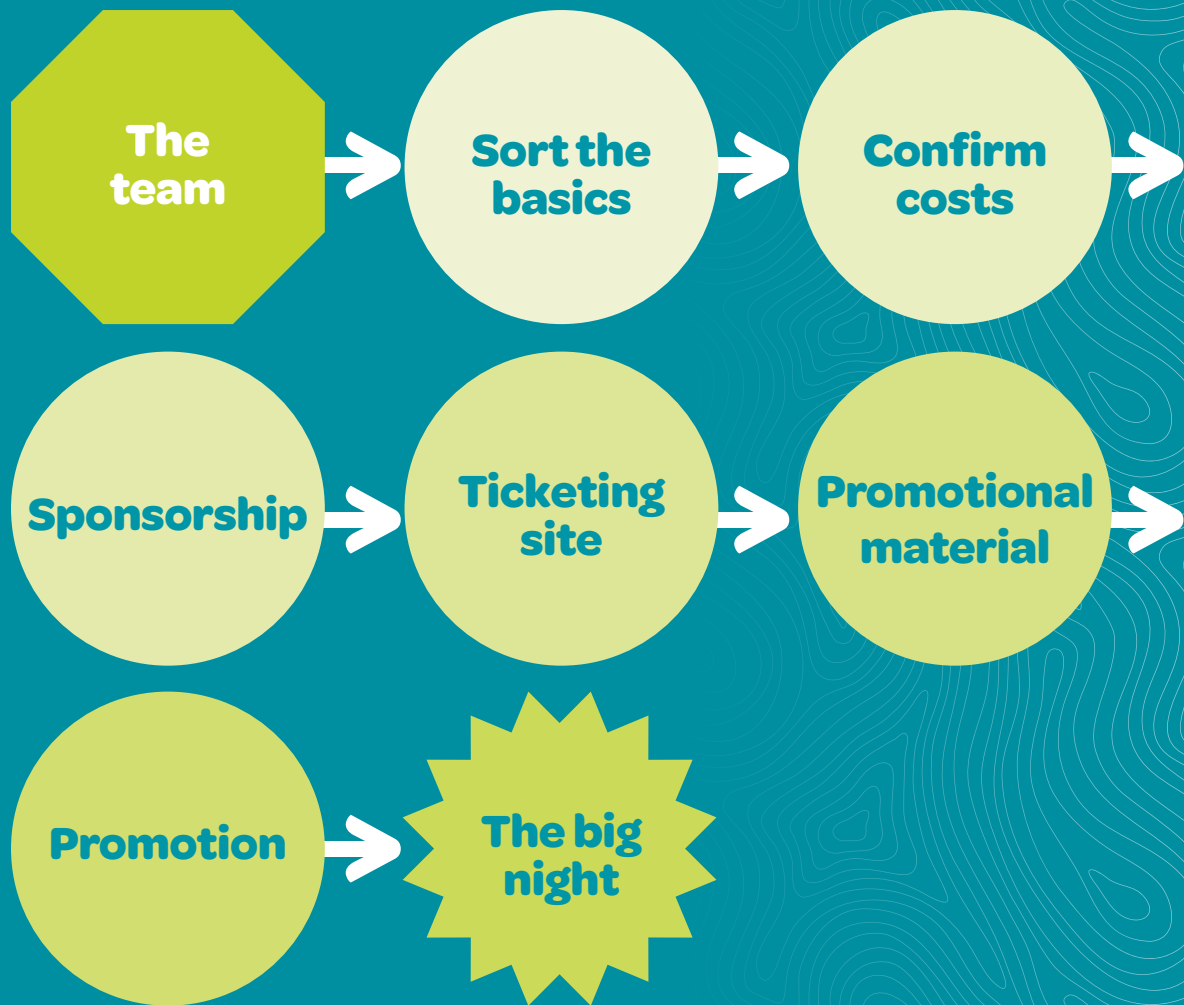 The
team
Sort the
basics
Confirm
costs
Sponsorship
Ticketing
site
Promotional
material
Promotion
The big
night